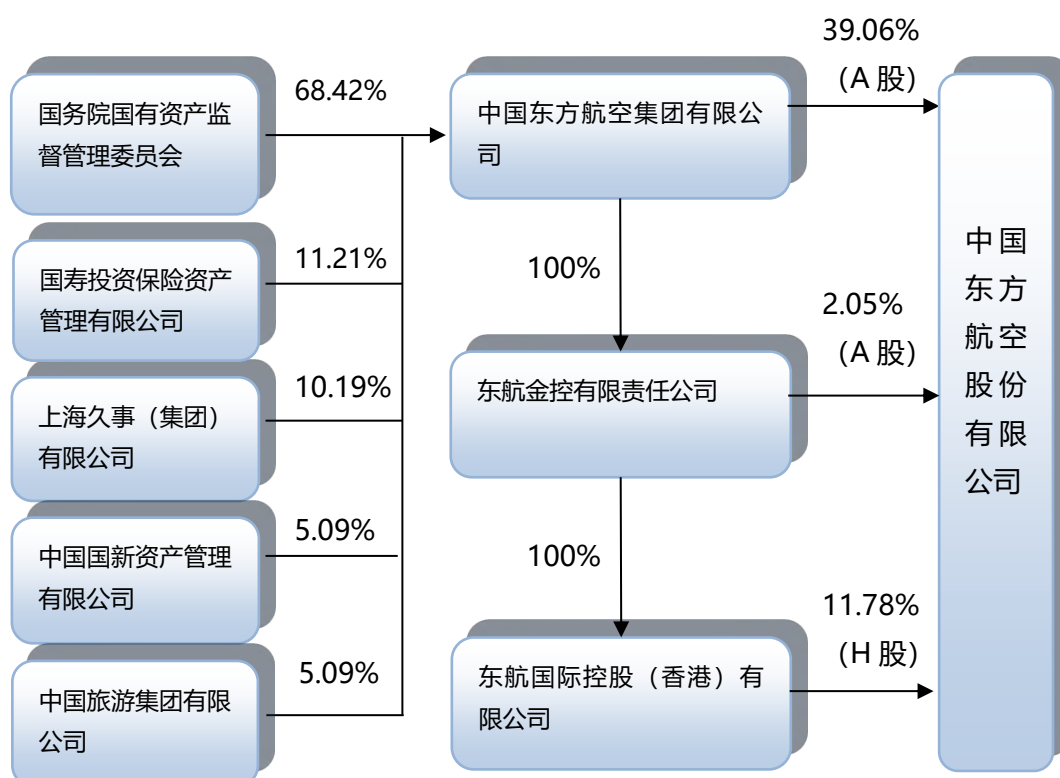 国务院国有资产监
督管理委员会
68.42%
国寿投资保险资产
管理有限公司
11.21%
上海久事（集团）
有限公司
10.19%
中国国新资产管理
有限公司
5.09%
中国旅游集团有限
公司
5.09%
中国东方航空集团有限公
司
39.06%
(A 股)
100%
东航金控有限责任公司
2.05%
(A 股)
100%
东航国际控股（香港）有
限公司
11.78%
(H 股)
中国
东方
航空
股份
有限
公司